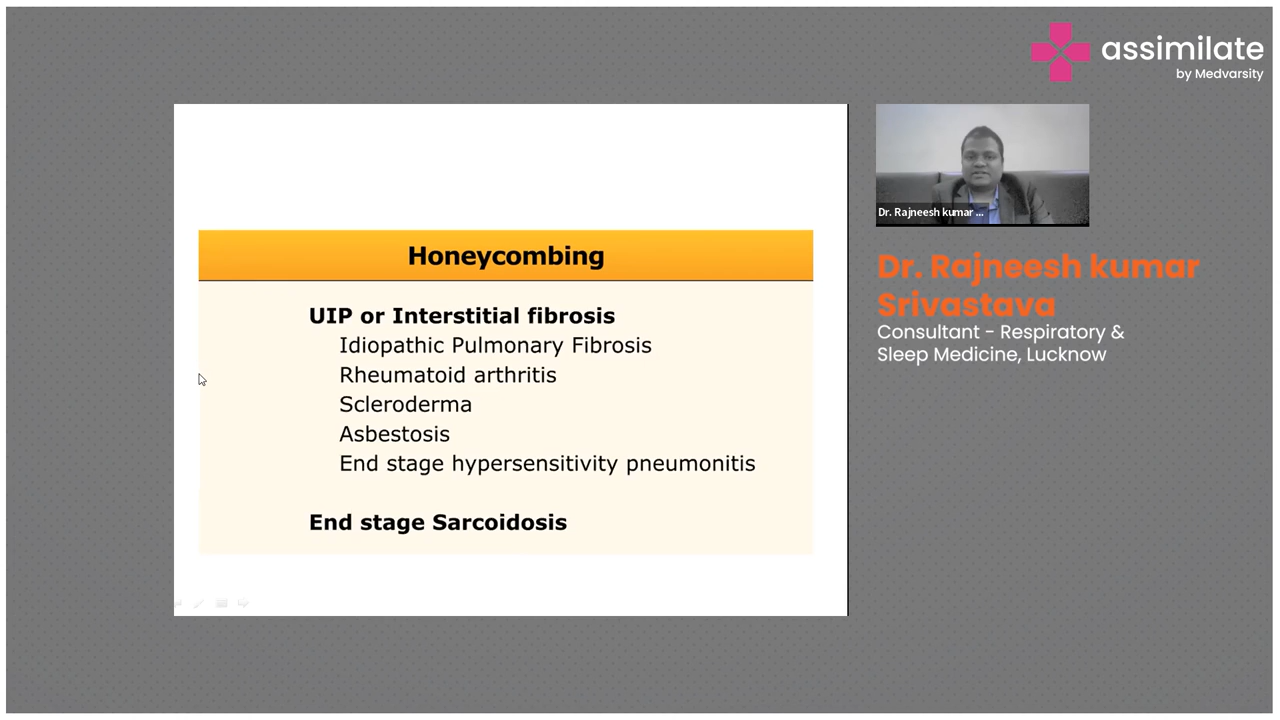 assimilate
by Medvarsity
Honeycombing
UIP or Interstitial fibrosis
Idiopathic Pulmonary Fibrosis
Rheumatoid arthritis
Scleroderma
Asbestosis
End stage hypersensitivity pneumonitis
End stage Sarcoidosis
Dr. Rajneesh kumar ...
Dr. Rajneesh kumar
Srivastava
Consultant - Respiratory &
Sleep Medicine, Lucknow